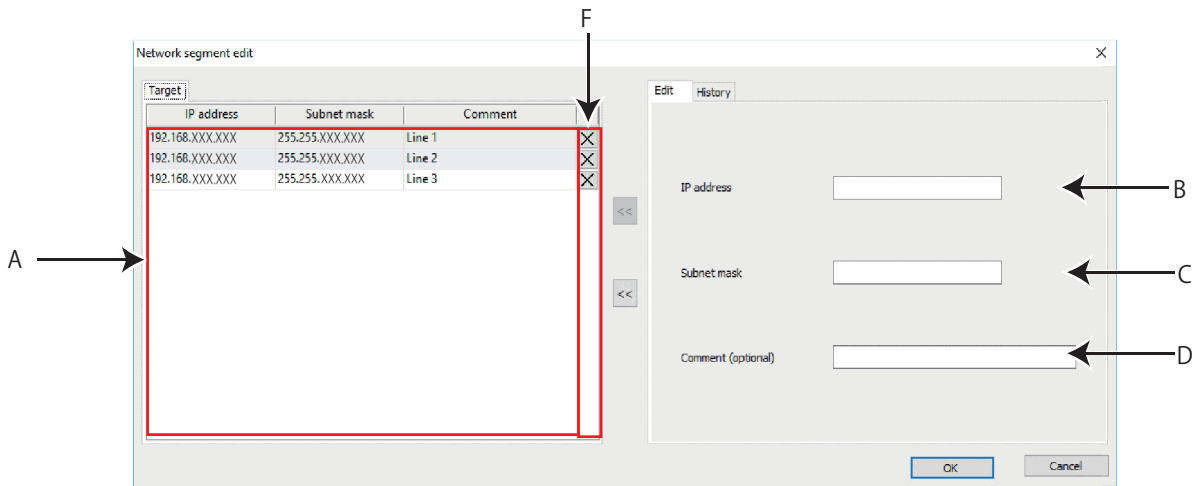 F
Network segment edit
Target
Edit History
IP address Subnet mask Comment
192.168.XXX.XXX 255.255.XXX.XXX Line 1
192.168.XXX.XXX 255.255.XXX.XXX Line 2
192.168.XXX.XXX 255.255.XXX.XXX Line 3
IP address
B
<<
A
Subnet mask
C
<<
Comment (optional)
D
OK Cancel